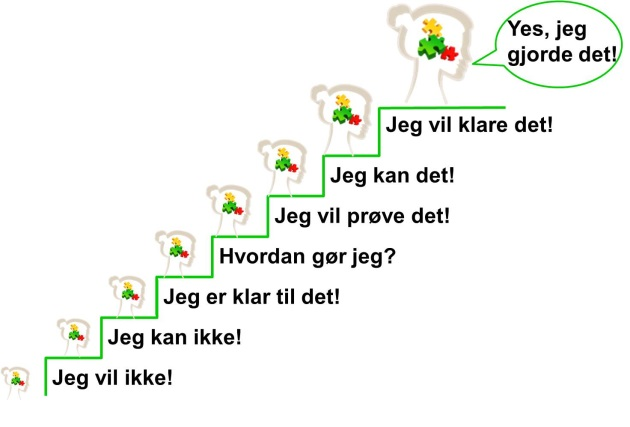 Yes, jeg
gjorde det!
Jeg vil klare det!
Jeg kan det!
Jeg vil prøve det!
Hvordan gør jeg?
Jeg er klar til det!
Jeg kan ikke!
Jeg vil ikke!